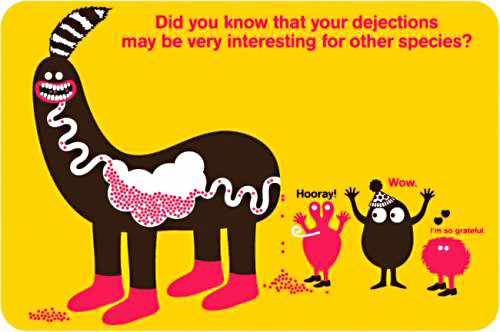 Did you know that your dejections
may be very interesting for other species?
Hooray!
Wow.
I'm so grateful.